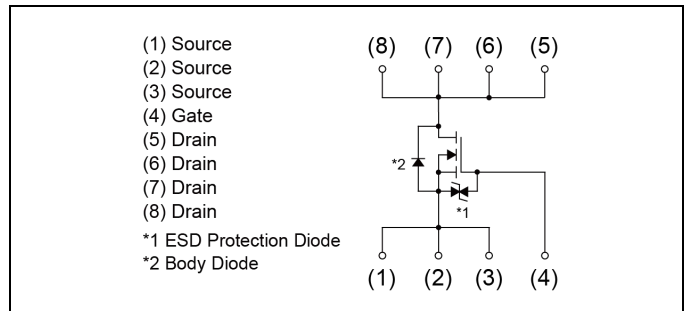 (1) Source
(2) Source
(3) Source
(4) Gate
(5) Drain
(6) Drain
(7) Drain
(8) Drain
*1 ESD Protection Diode
*2 Body Diode
(8) (7) (6) (5)
*2
*1
(1) (2) (3) (4)